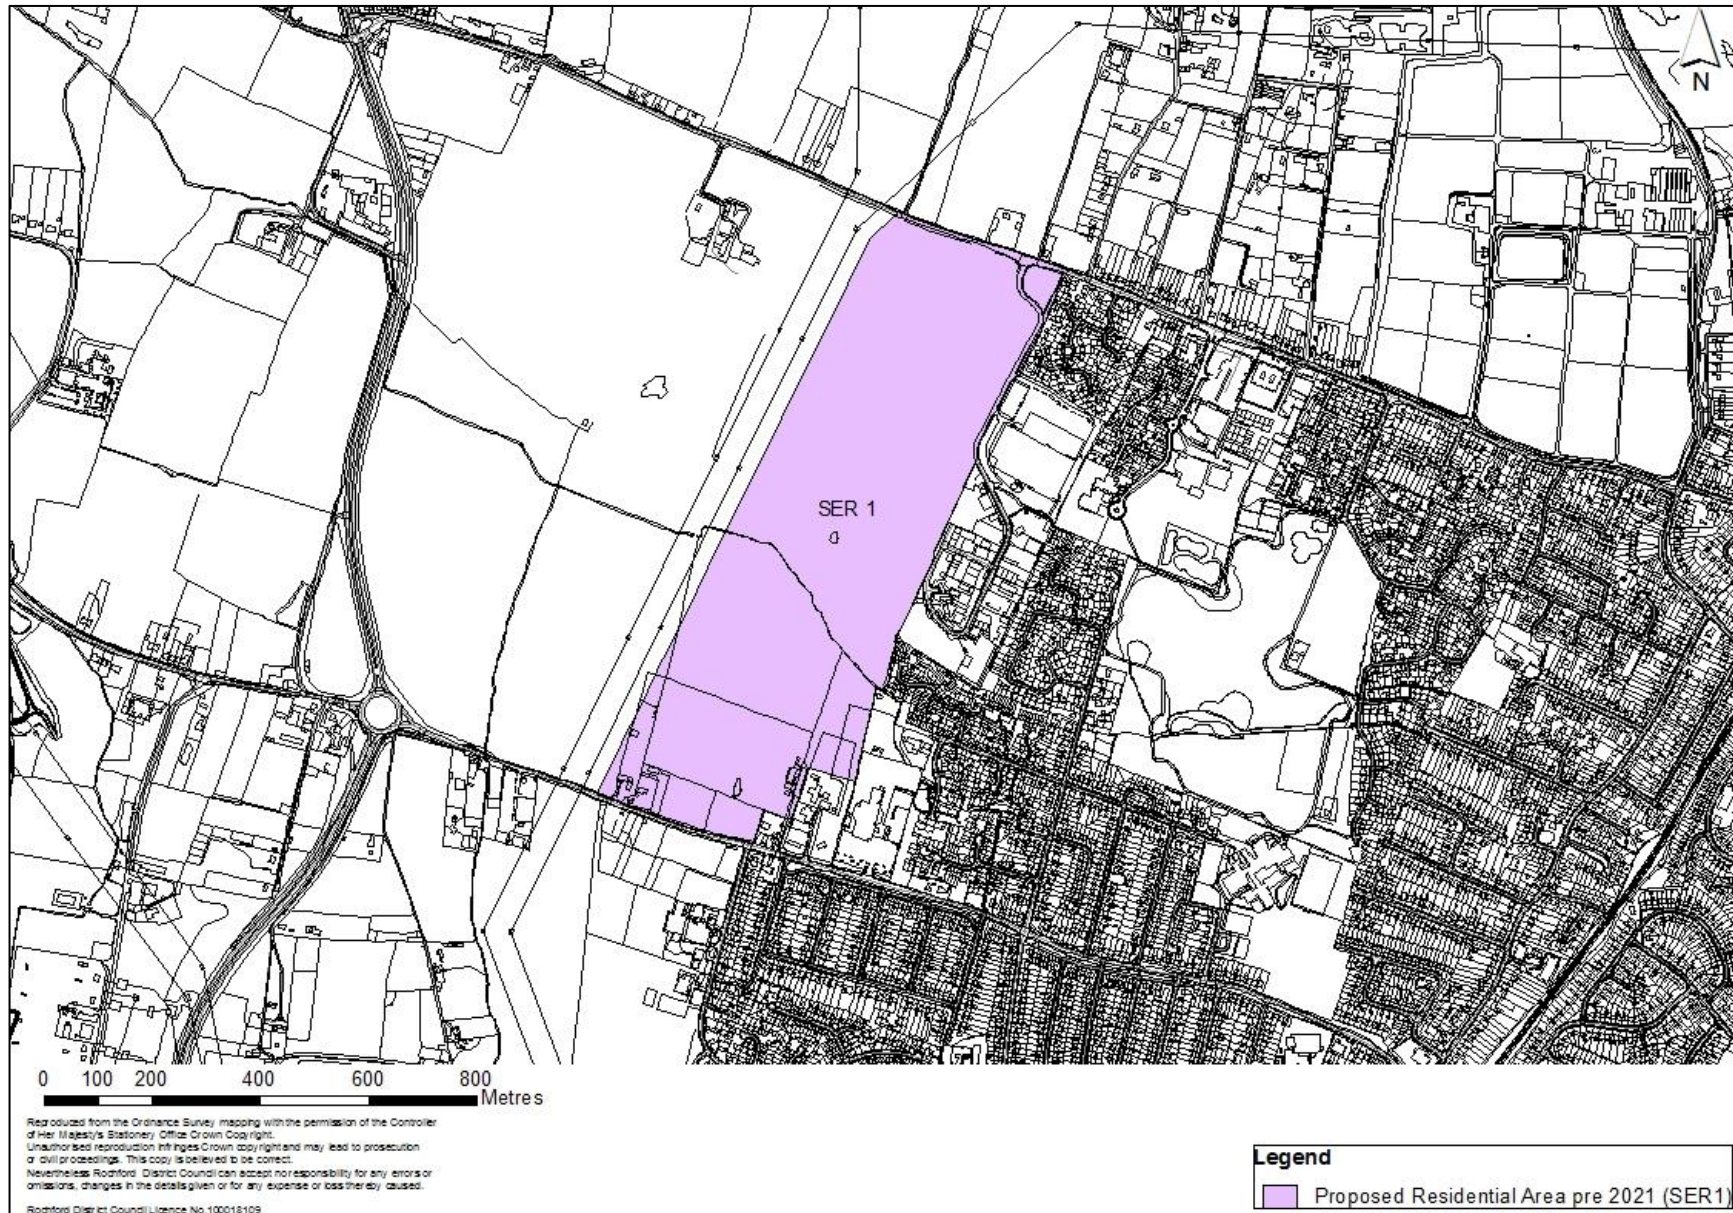 N
SER 1
0 100 200 400 600 800
Metres
Reproduced from the Ordnance Survey mapping with the permission of the Controller
of Her Majesty's Stationery Office Crown Copyright.
Unauthorised reproduction infringes Crown copyright and may lead to prosecution
or civil proceedings. This copy is believed to be correct.
Nevertheless Rochford District Council can accept no responsibility for any errors or
omissions, changes in the details given or for any expense or loss thereby caused.
Rochford District Council Licence No. 100018109
Legend
Proposed Residential Area pre 2021 (SER1)